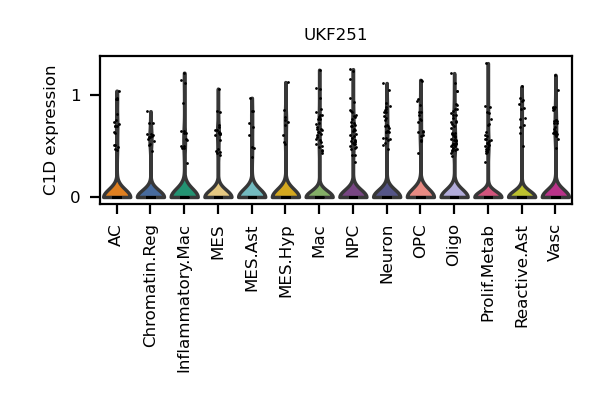 UKF251
C1D expression
1
0
AC
Chromatin.Reg
Inflammatory.Mac
MES
MES.Ast
MES.Hyp
Mac
NPC
Neuron
OPC
Oligo
Prolif.Metab
Reactive.Ast
Vasc